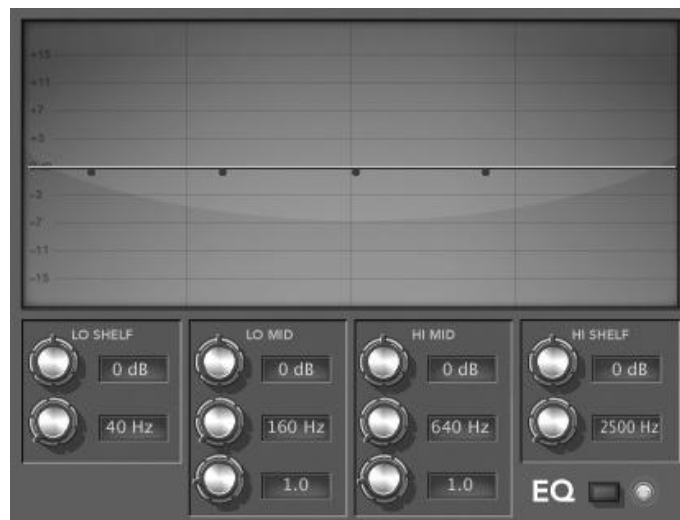 +15
+11
+7
+3
-3
-7
-11
-15
LO SHELF
0 dB
40 Hz
LO MID
0 dB
160 Hz
1.0
HI MID
0 dB
640 Hz
1.0
HI SHELF
0 dB
2500 Hz
EQ